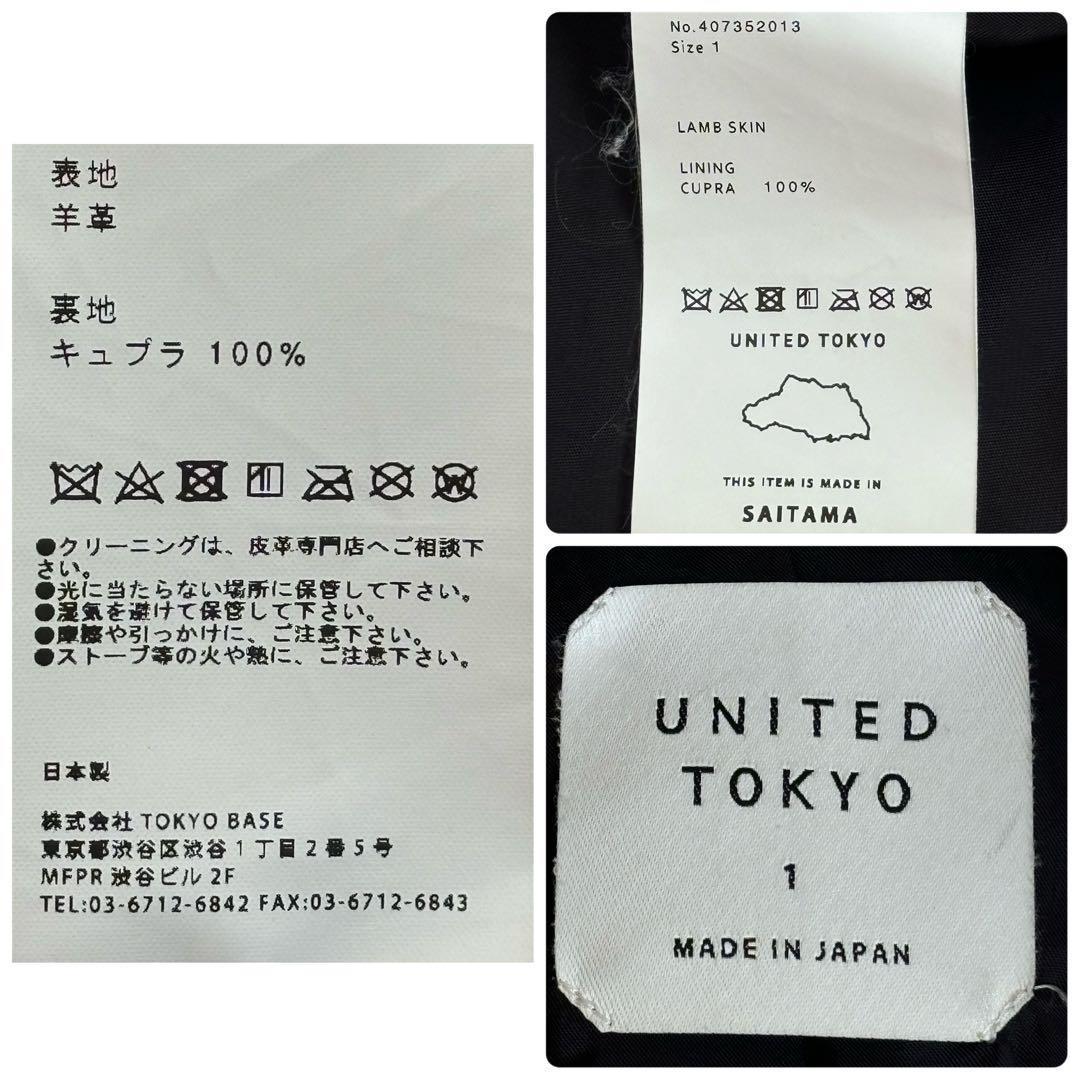 表地
羊革
裏地
キュプラ 100%
●クリーニングは、皮革専門店へご相談下
さい。
●光に当たらない場所に保管して下さい。
●湿気を避けて保管して下さい。
●摩擦や引っかけに、ご注意下さい。
●ストーブ等の火や熱に、ご注意下さい。
日本製
株式会社 TOKYO BASE
東京都渋谷区渋谷1丁目2番5号
MFPR 渋谷ビル 2F
TEL:03-6712-6842 FAX:03-6712-6843
No.407352013
Size 1
LAMB SKIN
LINING
CUPRA 100%
UNITED TOKYO
THIS ITEM IS MADE IN
SAITAMA
UNITED
TOKYO
1
MADE IN JAPAN